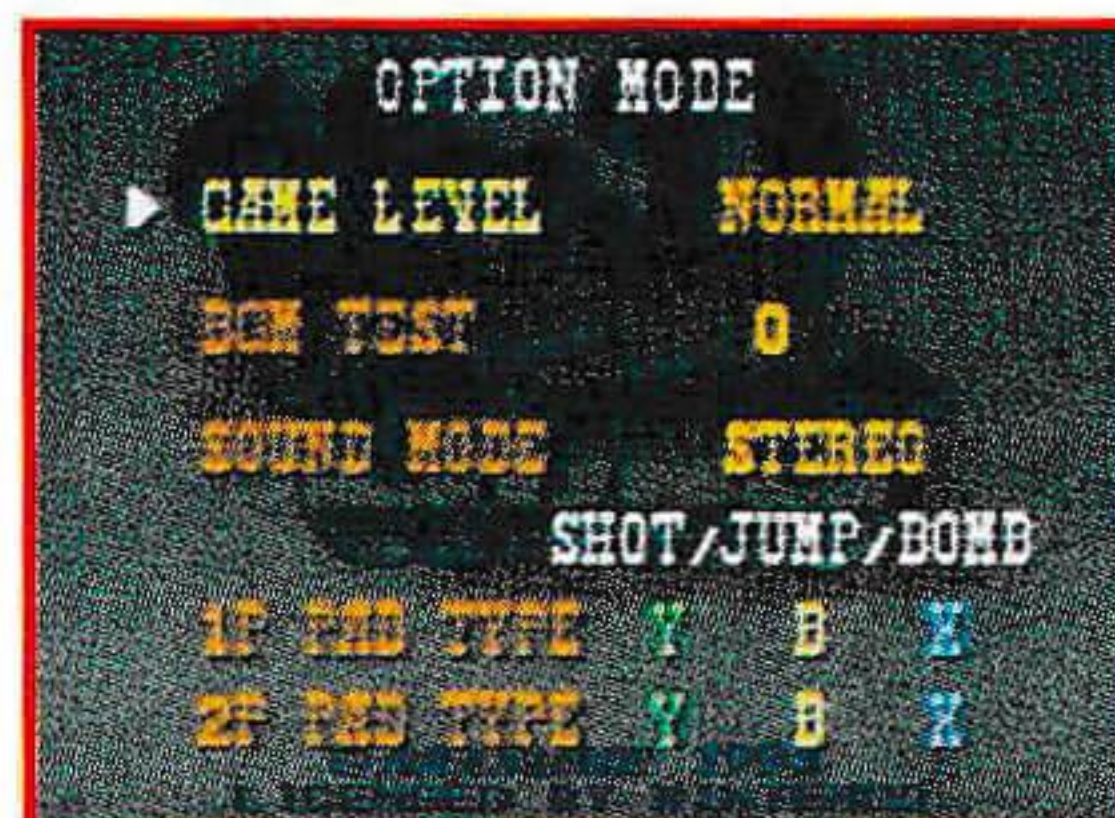 OPTION MODE
GAME LEVEL NORMAL
BGM TEST 0
SOUND MODE STEREO
SHOT/JUMP/BOMB
1P PAD TYPE Y B X
2P PAD TYPE Y B X